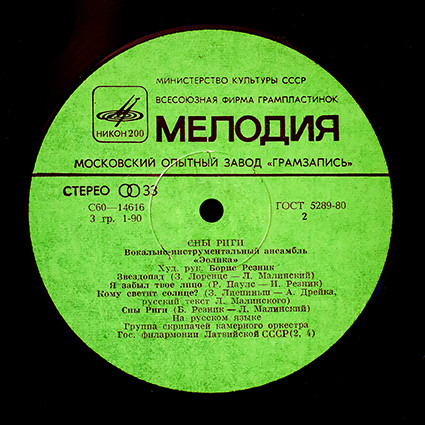 МИНИСТЕРСТВО КУЛЬТУРЫ СССР
ВСЕСОЮЗНАЯ ФИРМА ГРАМПЛАСТИНОК
НИКОН 200
МЕЛОДИЯ
МОСКОВСКИЙ ОПЫТНЫЙ ЗАВОД «ГРАМЗАПИСЬ»
СТЕРЕО 33
С60—14616
ГОСТ 5289-80
3 гр. 1-90
2
СНЫ РИГИ
Вокально-инструментальный ансамбль
«Эолика»
Худ. рук. Борис Резник
Звездопад (З. Лоренцс — Л. Малинский)
Я забыл твое лицо (Р. Паулс — И. Резник)
Кому светит солнце? (З. Лиепиньш — А. Дрейка,
русский текст Л. Малинского)
Сны Риги (Б. Резник — Л. Малинский)
На русском языке
Группа скрипачей камерного оркестра
Гос. филармонии Латвийской ССР(2, 4)